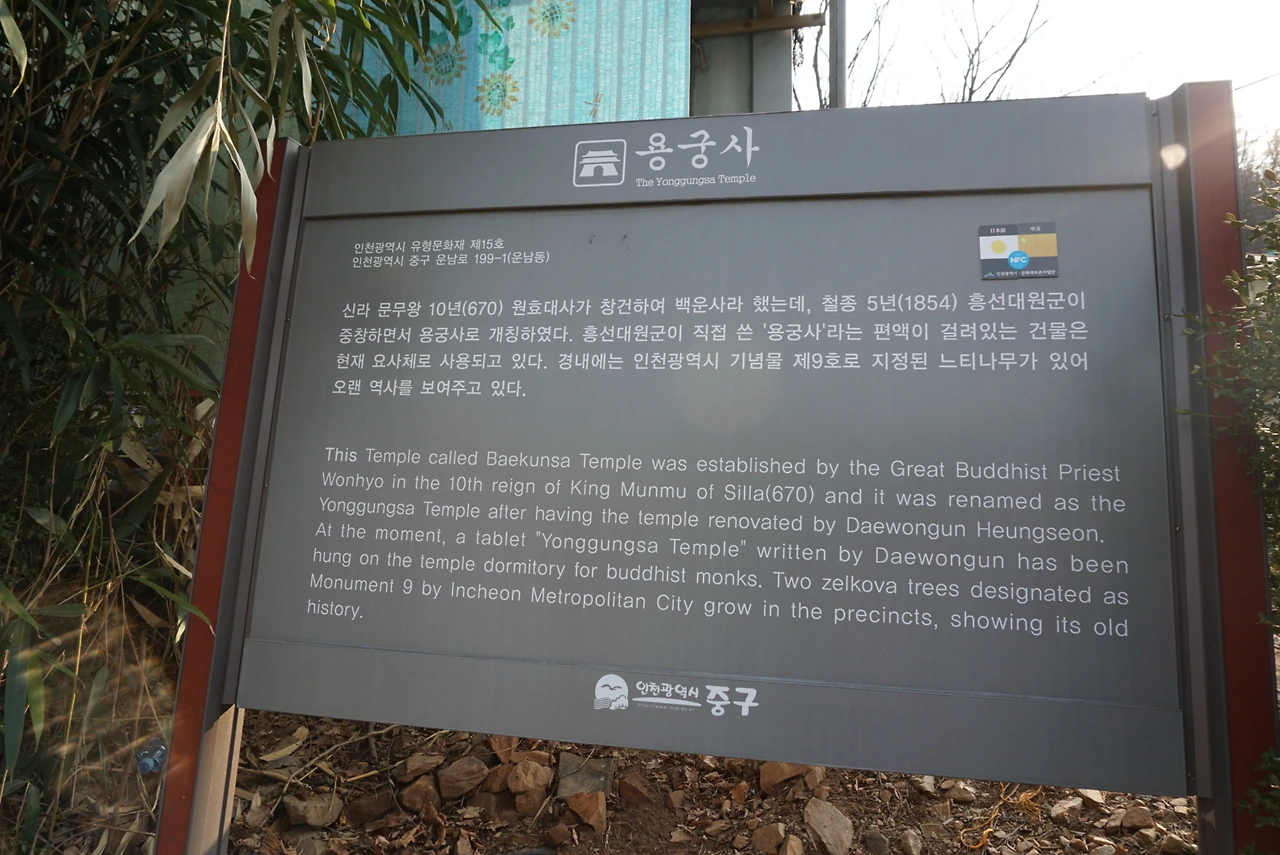 용궁사
The Yonggungsa Temple
인천광역시 유형문화재 제15호
인천광역시 중구 운남로 199-1(운남동)
日本語 中文
NFC
신라 문무왕 10년(670) 원효대사가 창건하여 백운사라 했는데, 철종 5년(1854) 흥선대원군이
중창하면서 용궁사로 개칭하였다. 흥선대원군이 직접 쓴 '용궁사'라는 편액이 걸려있는 건물은
현재 요사체로 사용되고 있다. 경내에는 인천광역시 기념물 제9호로 지정된 느티나무가 있어
오랜 역사를 보여주고 있다.
This Temple called Baekunsa Temple was established by the Great Buddhist Priest
Wonhyo in the 10th reign of King Munmu of Silla(670) and it was renamed as the
Yonggungsa Temple after having the temple renovated by Daewongun Heungseon.
At the moment, a tablet "Yonggungsa Temple" written by Daewongun has been
hung on the temple dormitory for buddhist monks. Two zelkova trees designated as
Monument 9 by Incheon Metropolitan City grow in the precincts, showing its old
history.
인천광역시 중구